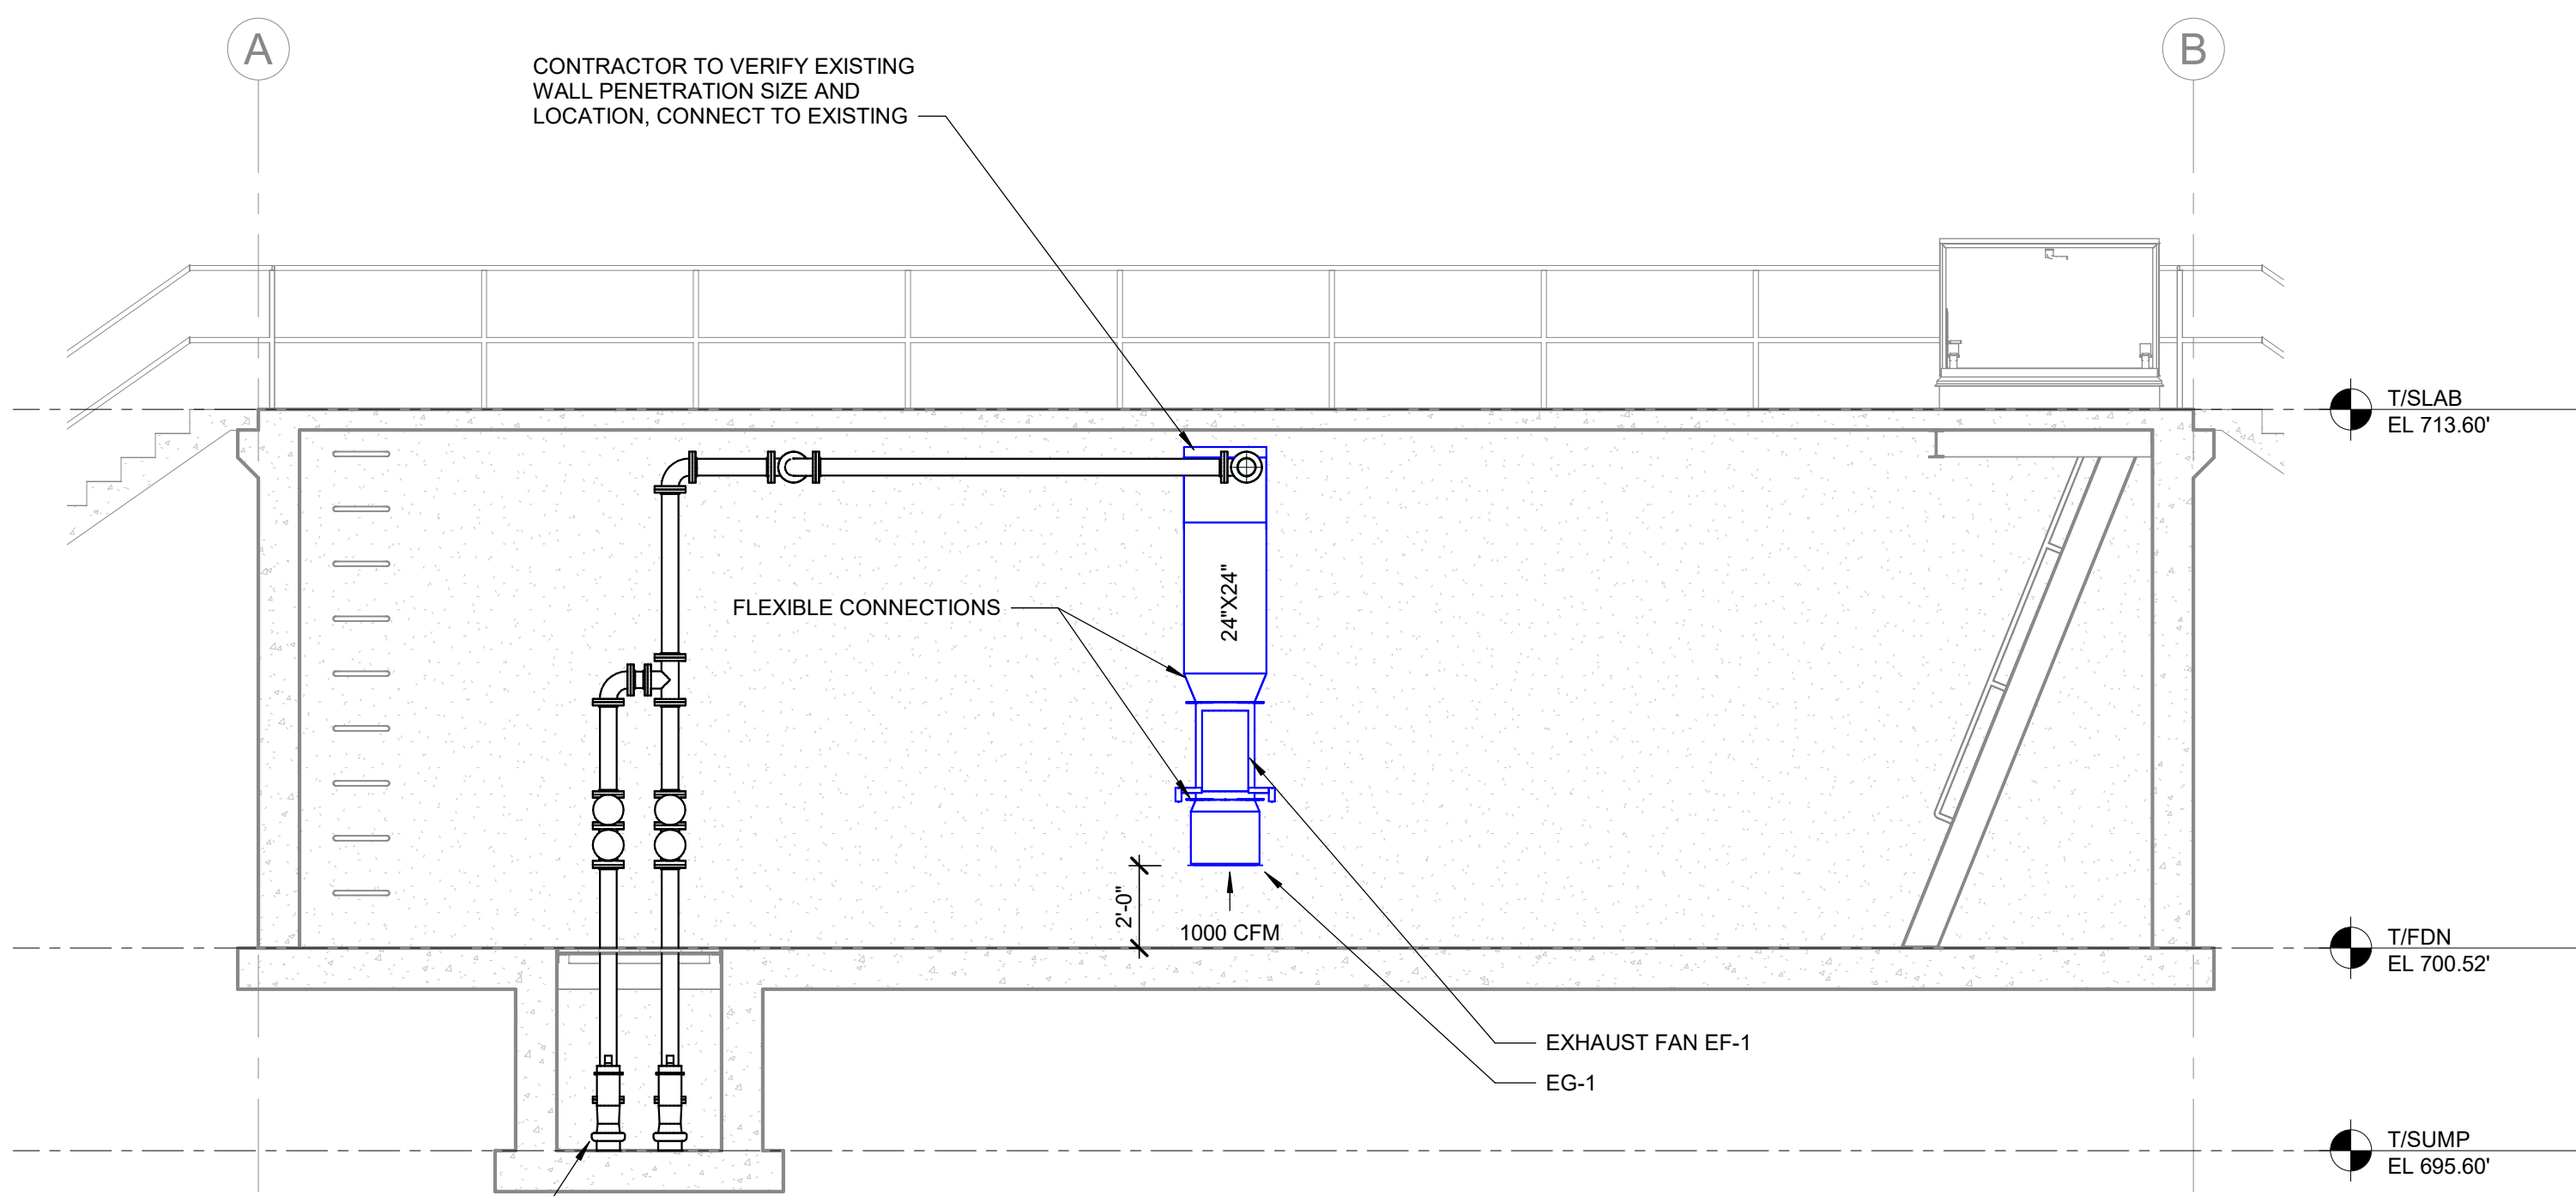 A
B
CONTRACTOR TO VERIFY EXISTING
WALL PENETRATION SIZE AND
LOCATION, CONNECT TO EXISTING
T/SLAB
EL 713.60'
24"X24"
FLEXIBLE CONNECTIONS
2'-0"
1000 CFM
T/FDN
EL 700.52'
EXHAUST FAN EF-1
EG-1
T/SUMP
EL 695.60'